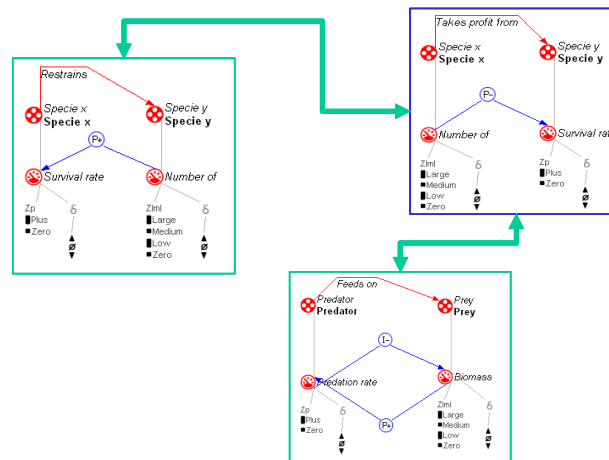 Takes profit from
Specie x
Specie x
Specie y
Specie y
P-
Number of
Survival rate
Zlml
Large
Medium
Low
Zero
δ
ø
Zp
Plus
Zero
δ
ø
Restrains
Specie x
Specie x
Specie y
Specie y
P+
Survival rate
Number of
Zp
Plus
Zero
δ
ø
Zlml
Large
Medium
Low
Zero
δ
ø
Feeds on
Predator
Predator
Prey
Prey
I-
Predation rate
Biomass
Zp
Plus
Zero
δ
ø
P+
Zlml
Large
Medium
Low
Zero
δ
ø